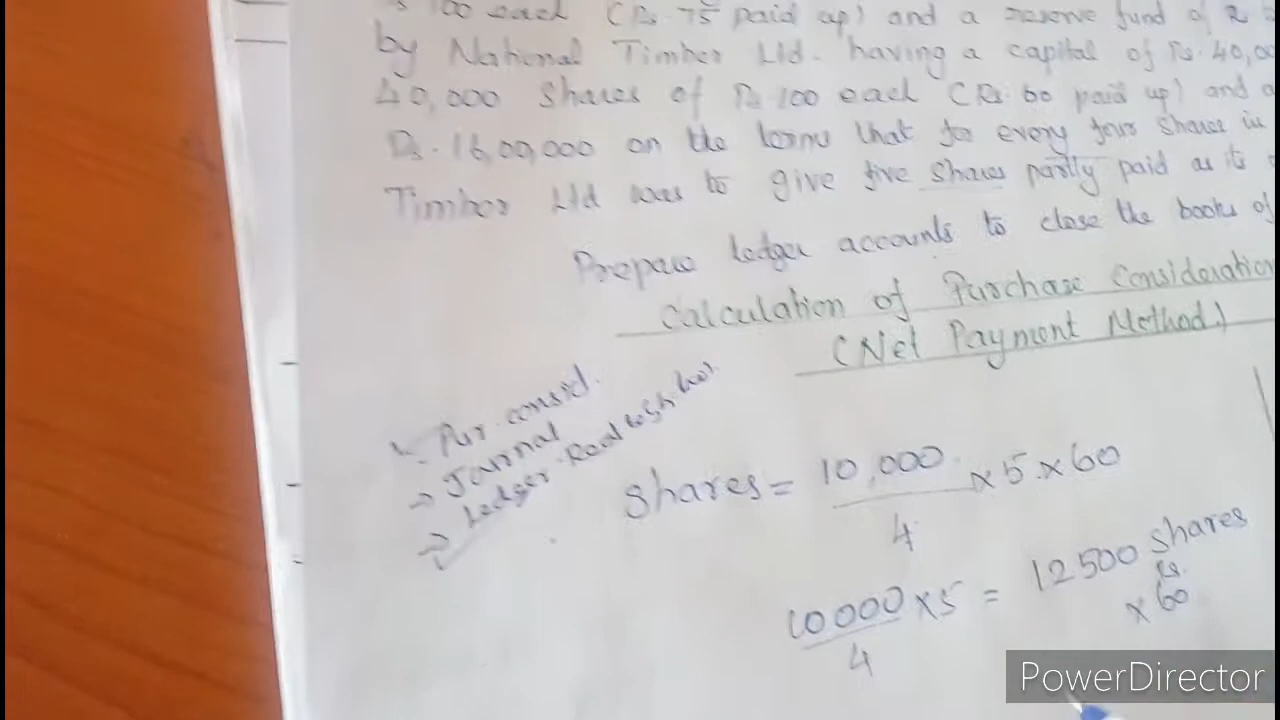 100 each (Rs. 75 paid up) and a reserve fund of R
by National Timber Ltd. having a capital of Rs. 40,00
40,000 shares of Rs 100 each (Rs. 60 paid up) and a
Rs. 16,00,000 on the terms that for every four shares in
Timber Ltd was to give five shares partly paid as its
Prepare ledger accounts to close the books of
Calculation of Purchase Consideration
(Net Payment Method)
Pur. consid.
→ Journal
→ Ledger
shares = 10,000 × 5 × 60
4
10000 × 5 = 12500 shares
× Rs. 60
4
PowerDirector